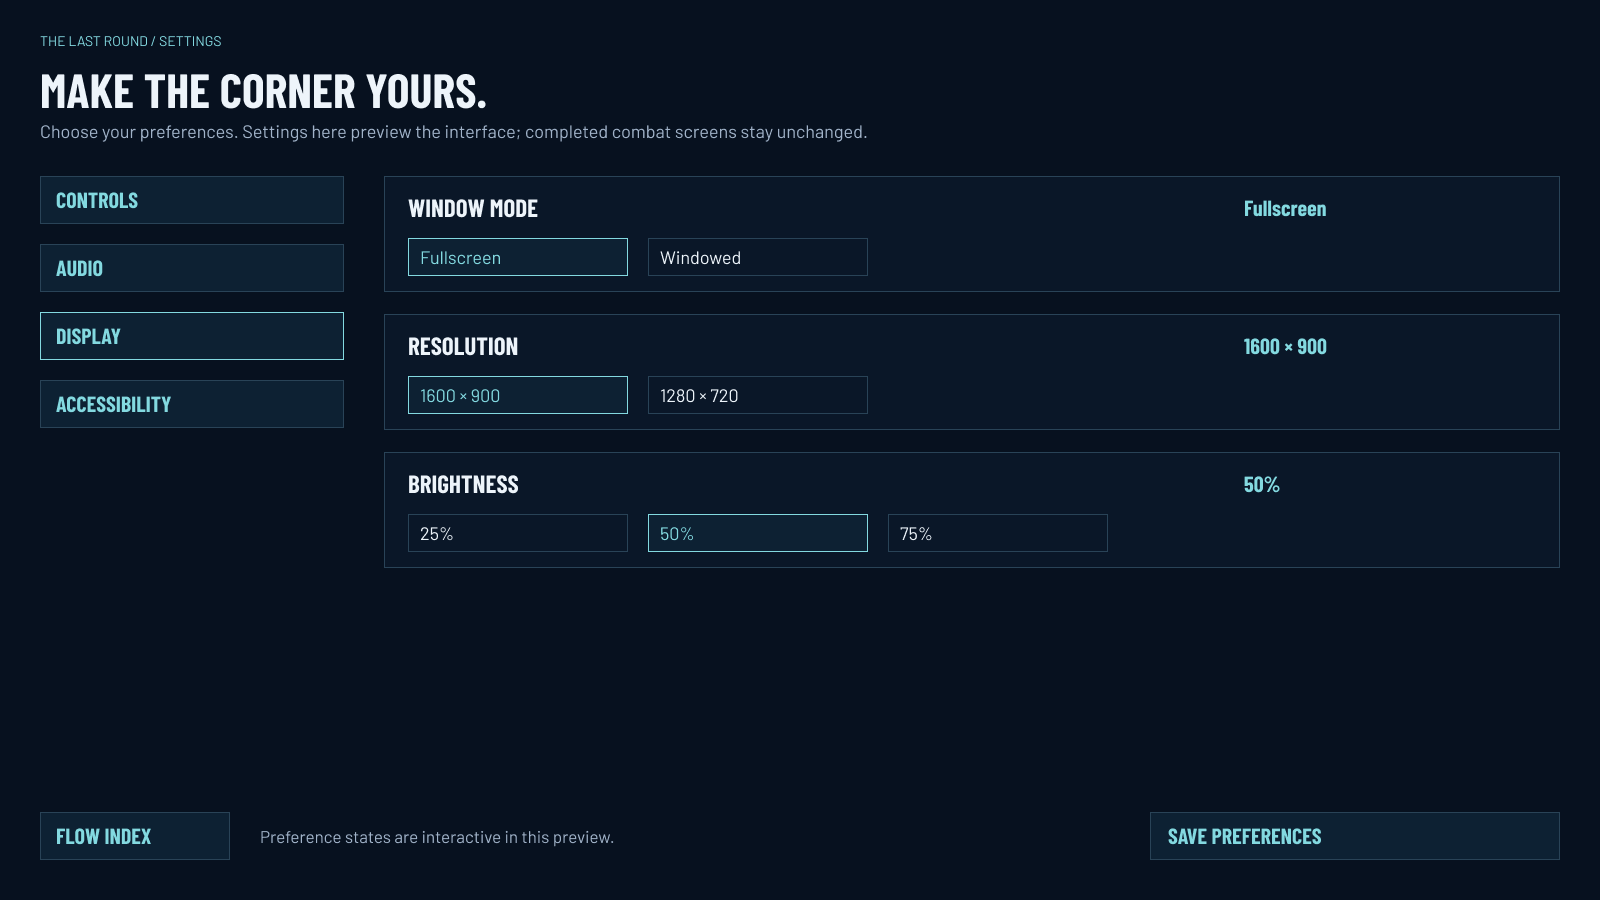 THE LAST ROUND / SETTINGS
MAKE THE CORNER YOURS.
Choose your preferences. Settings here preview the interface; completed combat screens stay unchanged.
CONTROLS
AUDIO
DISPLAY
ACCESSIBILITY
WINDOW MODE
Fullscreen
Fullscreen
Windowed
RESOLUTION
1600 × 900
1600 × 900
1280 × 720
BRIGHTNESS
50%
25%
50%
75%
FLOW INDEX
Preference states are interactive in this preview.
SAVE PREFERENCES